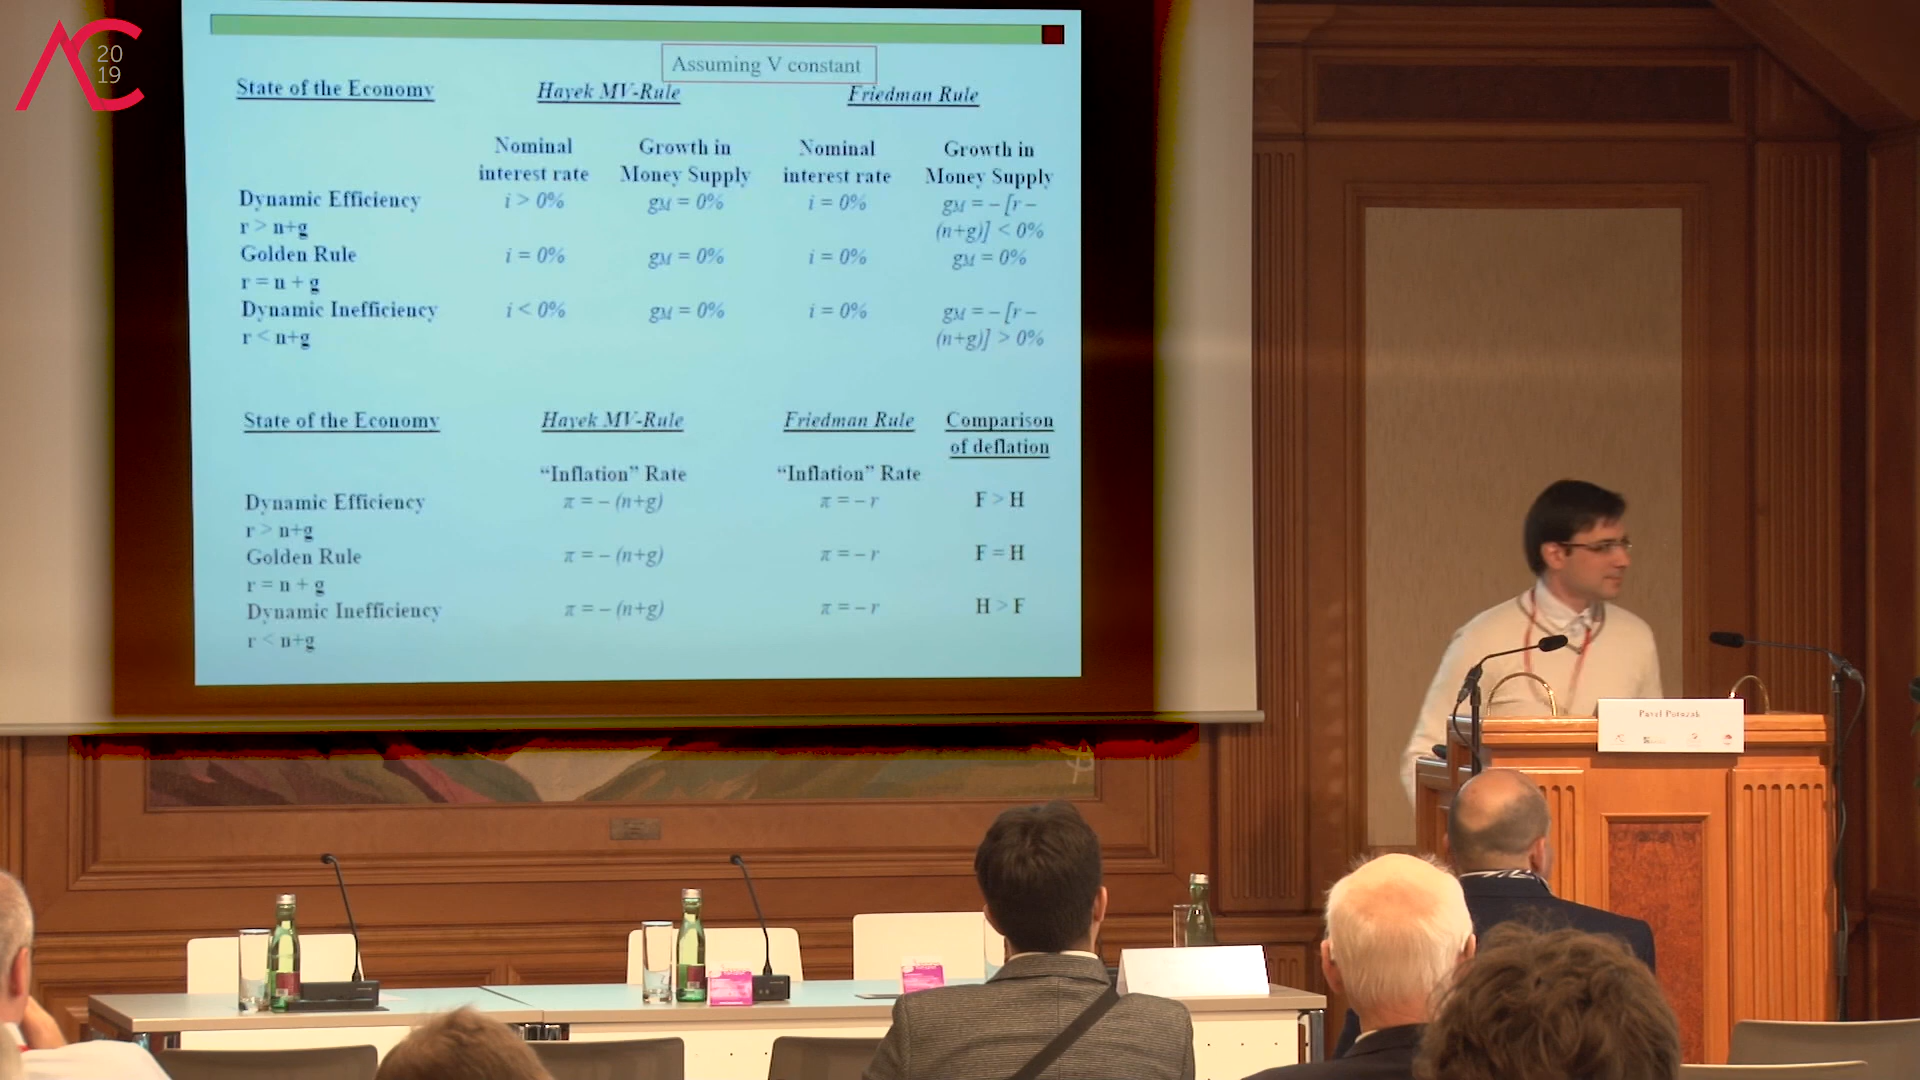 20
19
Assuming V constant
State of the Economy Hayek MV-Rule Friedman Rule
Nominal Growth in Nominal Growth in
interest rate Money Supply interest rate Money Supply
Dynamic Efficiency i > 0% gM = 0% i = 0% gM = – [r –
r > n+g (n+g)] < 0%
Golden Rule i = 0% gM = 0% i = 0% gM = 0%
r = n + g
Dynamic Inefficiency i < 0% gM = 0% i = 0% gM = – [r –
r < n+g (n+g)] > 0%
State of the Economy Hayek MV-Rule Friedman Rule Comparison
of deflation
“Inflation” Rate “Inflation” Rate
Dynamic Efficiency π = – (n+g) π = – r F > H
r > n+g
Golden Rule π = – (n+g) π = – r F = H
r = n + g
Dynamic Inefficiency π = – (n+g) π = – r H > F
r < n+g
Pavel Potuzak